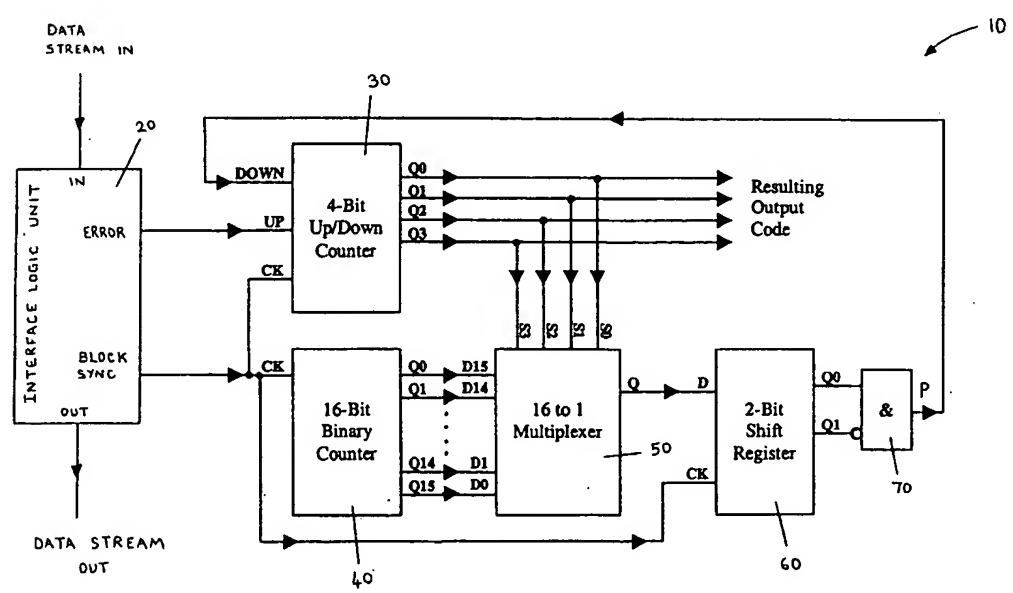 10
DATA
STREAM IN
20
IN
ERROR
INTERFACE LOGIC UNIT
BLOCK
SYNC
OUT
DATA STREAM
OUT
30
DOWN
UP
CK
4-Bit
Up/Down
Counter
Q0
Q1
Q2
Q3
Resulting
Output
Code
S3
S2
S1
S0
CK
16-Bit
Binary
Counter
40
Q0
Q1
Q14
Q15
D15
D14
D1
D0
16 to 1
Multiplexer
50
Q
D
CK
2-Bit
Shift
Register
60
Q0
Q1
&
70
P